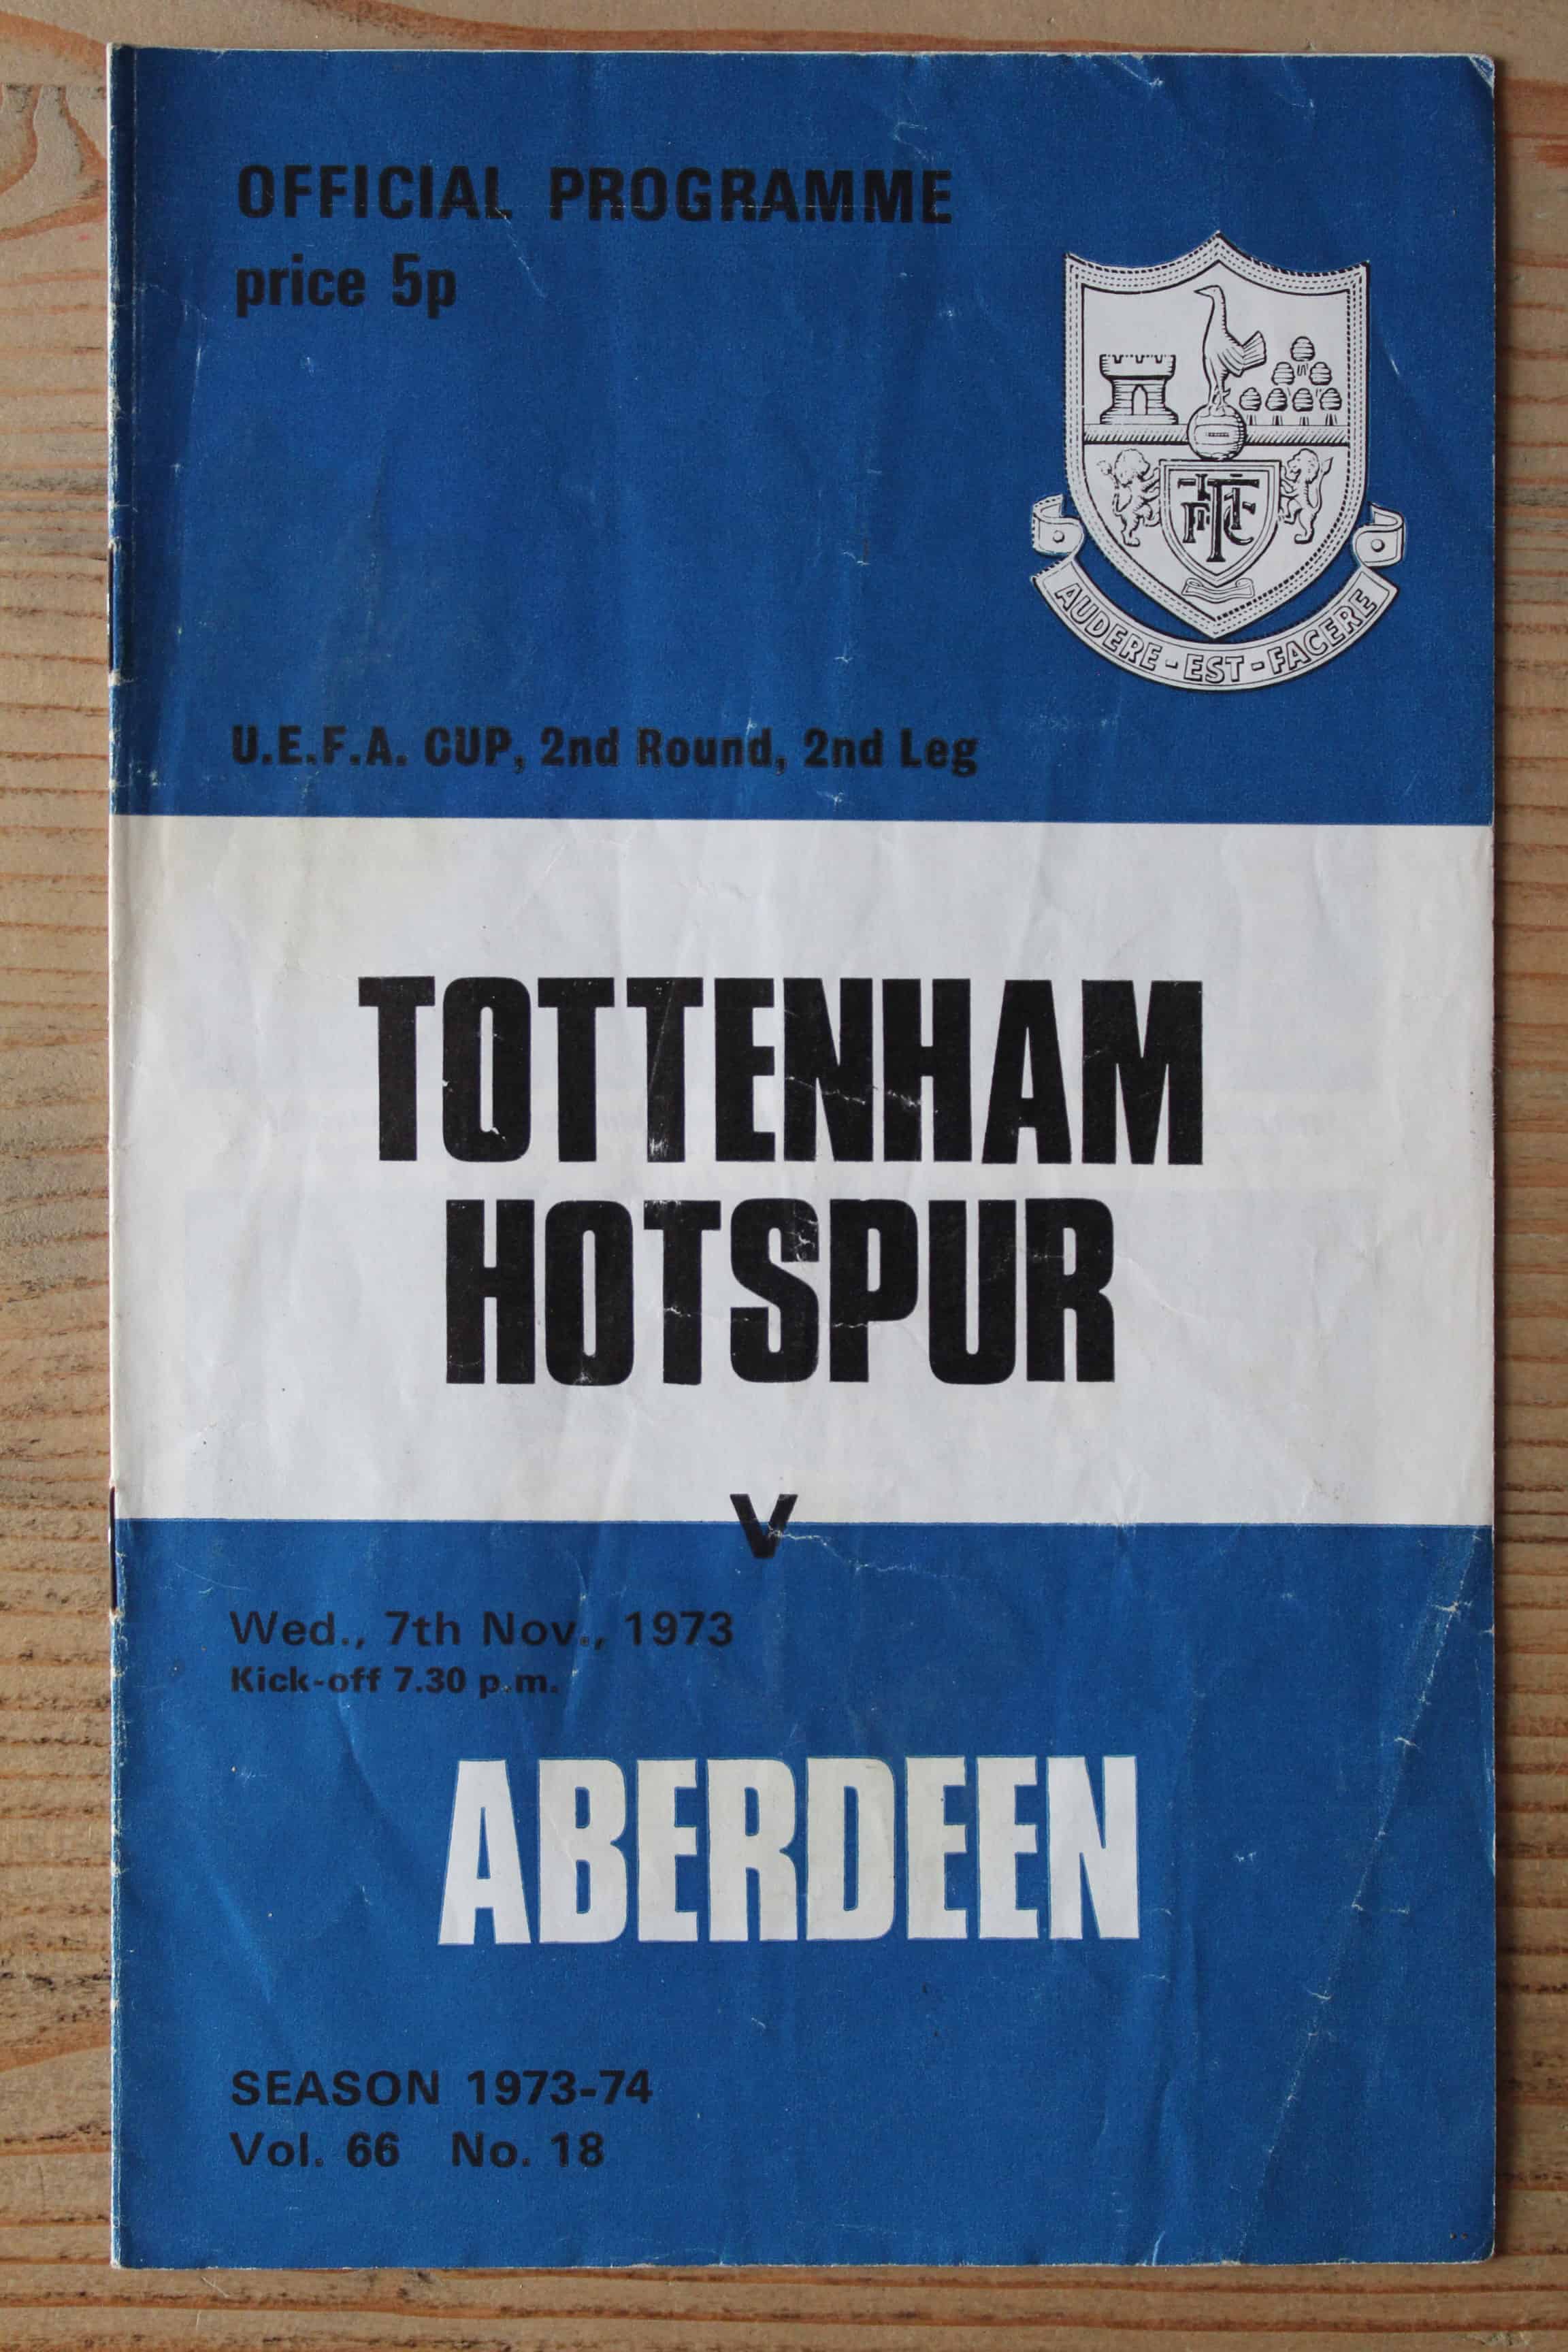 OFFICIAL PROGRAMME
price 5p
AUDERE-EST-FACERE
U.E.F.A. CUP, 2nd Round, 2nd Leg
TOTTENHAM
HOTSPUR
v
Wed., 7th Nov., 1973
Kick-off 7.30 p.m.
ABERDEEN
SEASON 1973-74
Vol. 66 No. 18